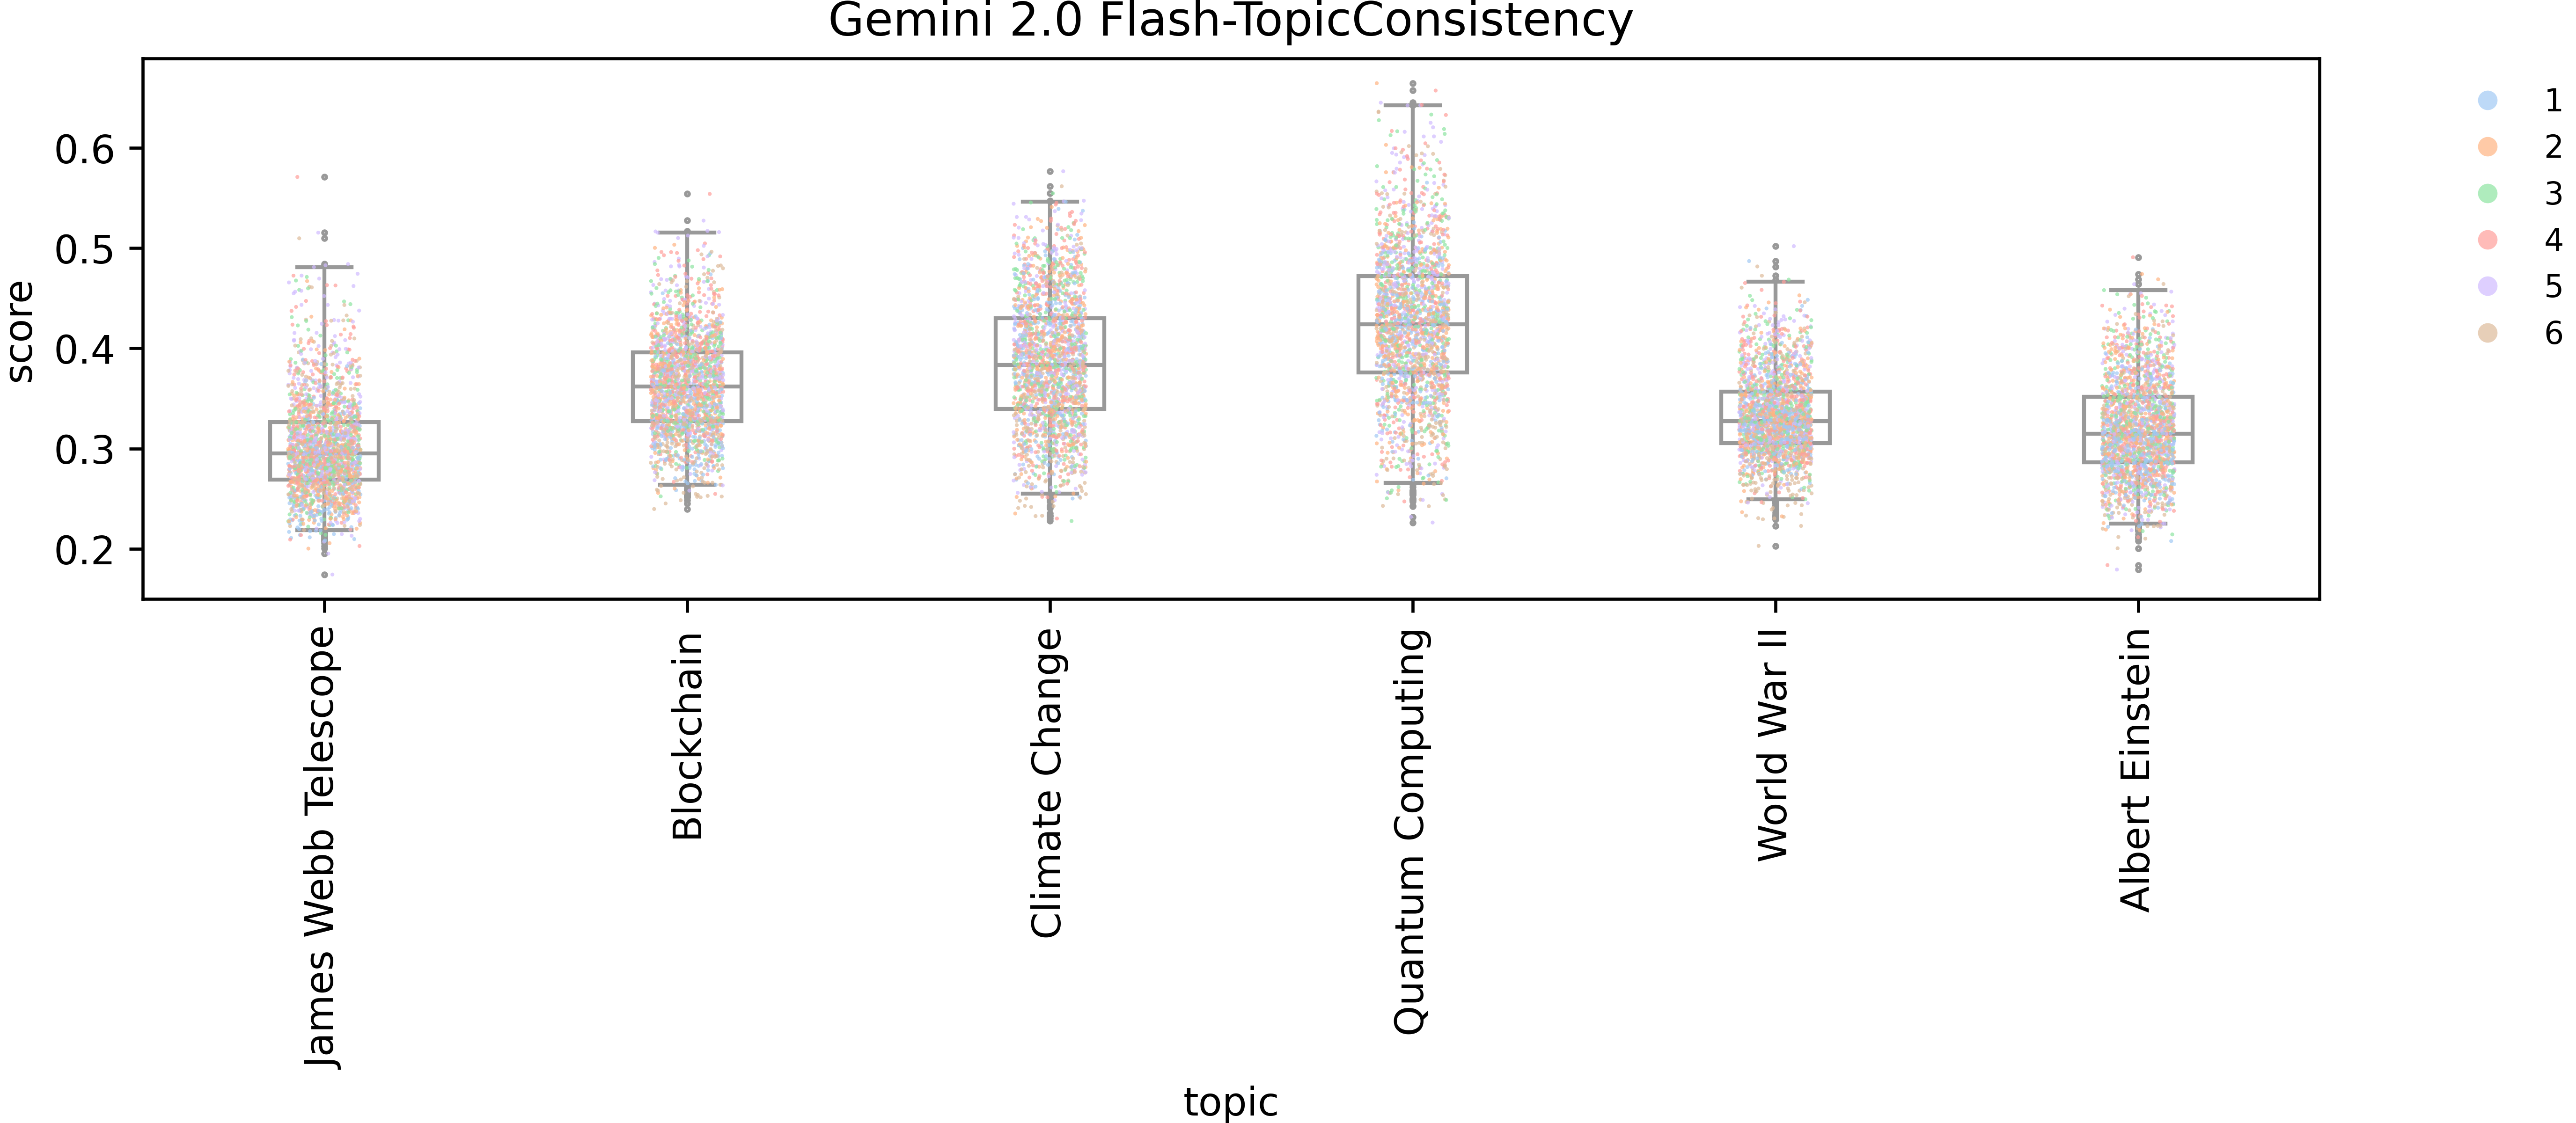 Gemini 2.0 Flash-TopicConsistency
score
0.6
0.5
0.4
0.3
0.2
James Webb Telescope
Blockchain
Climate Change
Quantum Computing
World War II
Albert Einstein
topic
1
2
3
4
5
6